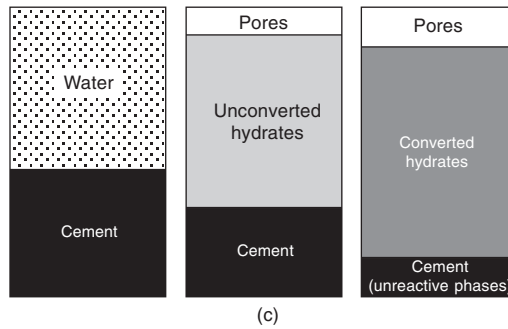 Water
Cement
Pores
Unconverted
hydrates
Cement
Pores
Converted
hydrates
Cement
(unreactive phases)
(c)